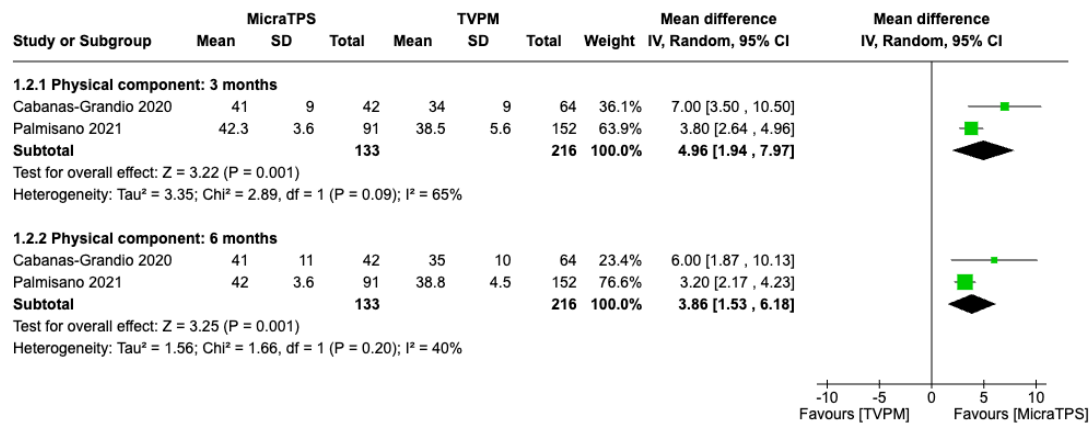 MicraTPS TVPM Mean difference Mean difference
Study or Subgroup Mean SD Total Mean SD Total Weight IV, Random, 95% CI IV, Random, 95% CI
1.2.1 Physical component: 3 months
Cabanas-Grandio 2020 41 9 42 34 9 64 36.1% 7.00 [3.50 , 10.50]
Palmisano 2021 42.3 3.6 91 38.5 5.6 152 63.9% 3.80 [2.64 , 4.96]
Subtotal 133 216 100.0% 4.96 [1.94 , 7.97]
Test for overall effect: Z = 3.22 (P = 0.001)
Heterogeneity: Tau² = 3.35; Chi² = 2.89, df = 1 (P = 0.09); I² = 65%
1.2.2 Physical component: 6 months
Cabanas-Grandio 2020 41 11 42 35 10 64 23.4% 6.00 [1.87 , 10.13]
Palmisano 2021 42 3.6 91 38.8 4.5 152 76.6% 3.20 [2.17 , 4.23]
Subtotal 133 216 100.0% 3.86 [1.53 , 6.18]
Test for overall effect: Z = 3.25 (P = 0.001)
Heterogeneity: Tau² = 1.56; Chi² = 1.66, df = 1 (P = 0.20); I² = 40%
-10 -5 0 5 10
Favours [TVPM] Favours [MicraTPS]